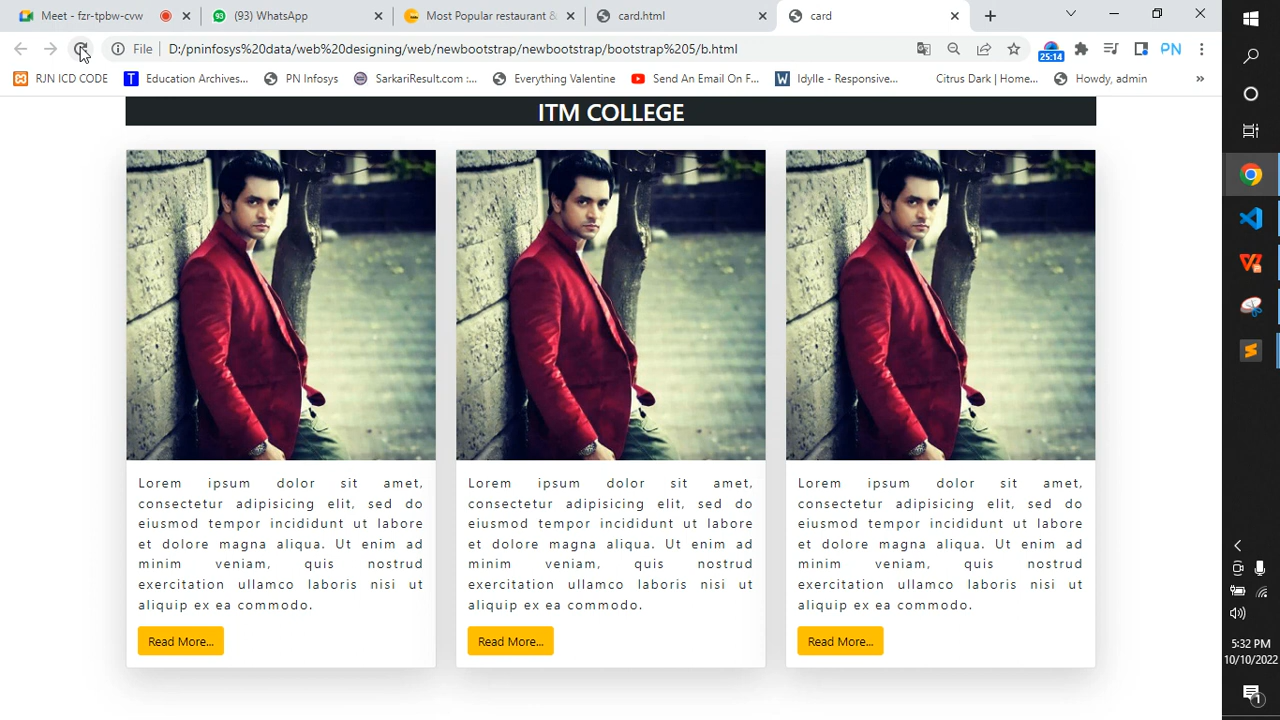 Meet - fzr-tpbw-cvw
(93) WhatsApp
Most Popular restaurant &
card.html
card
File
D:/pninfosys%20data/web%20designing/web/newbootstrap/newbootstrap/bootstrap%205/b.html
25:14
PN
RJN ICD CODE
Education Archives...
PN Infosys
SarkariResult.com :...
Everything Valentine
Send An Email On F...
Idylle - Responsive...
Citrus Dark | Home...
Howdy, admin
»
ITM COLLEGE
Lorem ipsum dolor sit amet,
consectetur adipisicing elit, sed do
eiusmod tempor incididunt ut labore
et dolore magna aliqua. Ut enim ad
minim veniam, quis nostrud
exercitation ullamco laboris nisi ut
aliquip ex ea commodo.
Read More...
Lorem ipsum dolor sit amet,
consectetur adipisicing elit, sed do
eiusmod tempor incididunt ut labore
et dolore magna aliqua. Ut enim ad
minim veniam, quis nostrud
exercitation ullamco laboris nisi ut
aliquip ex ea commodo.
Read More...
Lorem ipsum dolor sit amet,
consectetur adipisicing elit, sed do
eiusmod tempor incididunt ut labore
et dolore magna aliqua. Ut enim ad
minim veniam, quis nostrud
exercitation ullamco laboris nisi ut
aliquip ex ea commodo.
Read More...
5:32 PM
10/10/2022
1